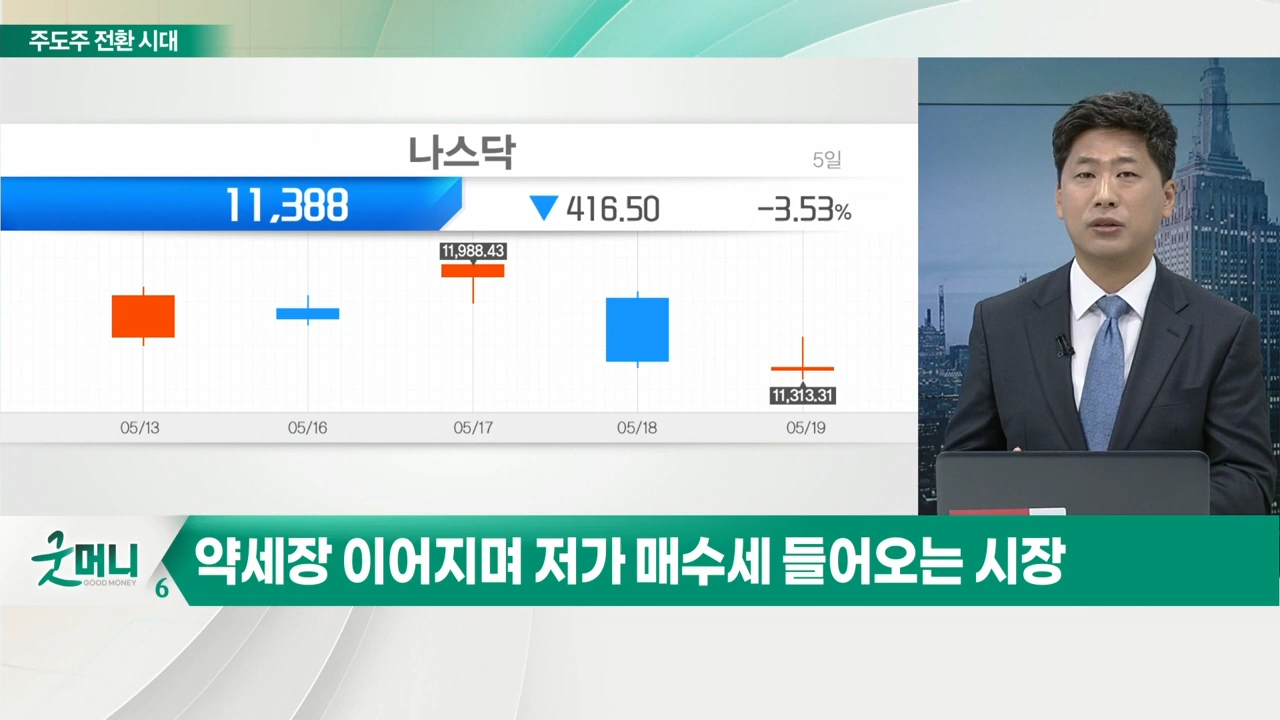 주도주 전환 시대
나스닥
5일
11,388
▼416.50
-3.53%
11,988.43
11,313.31
05/13
05/16
05/17
05/18
05/19
굿머니
GOOD MONEY
6
약세장 이어지며 저가 매수세 들어오는 시장